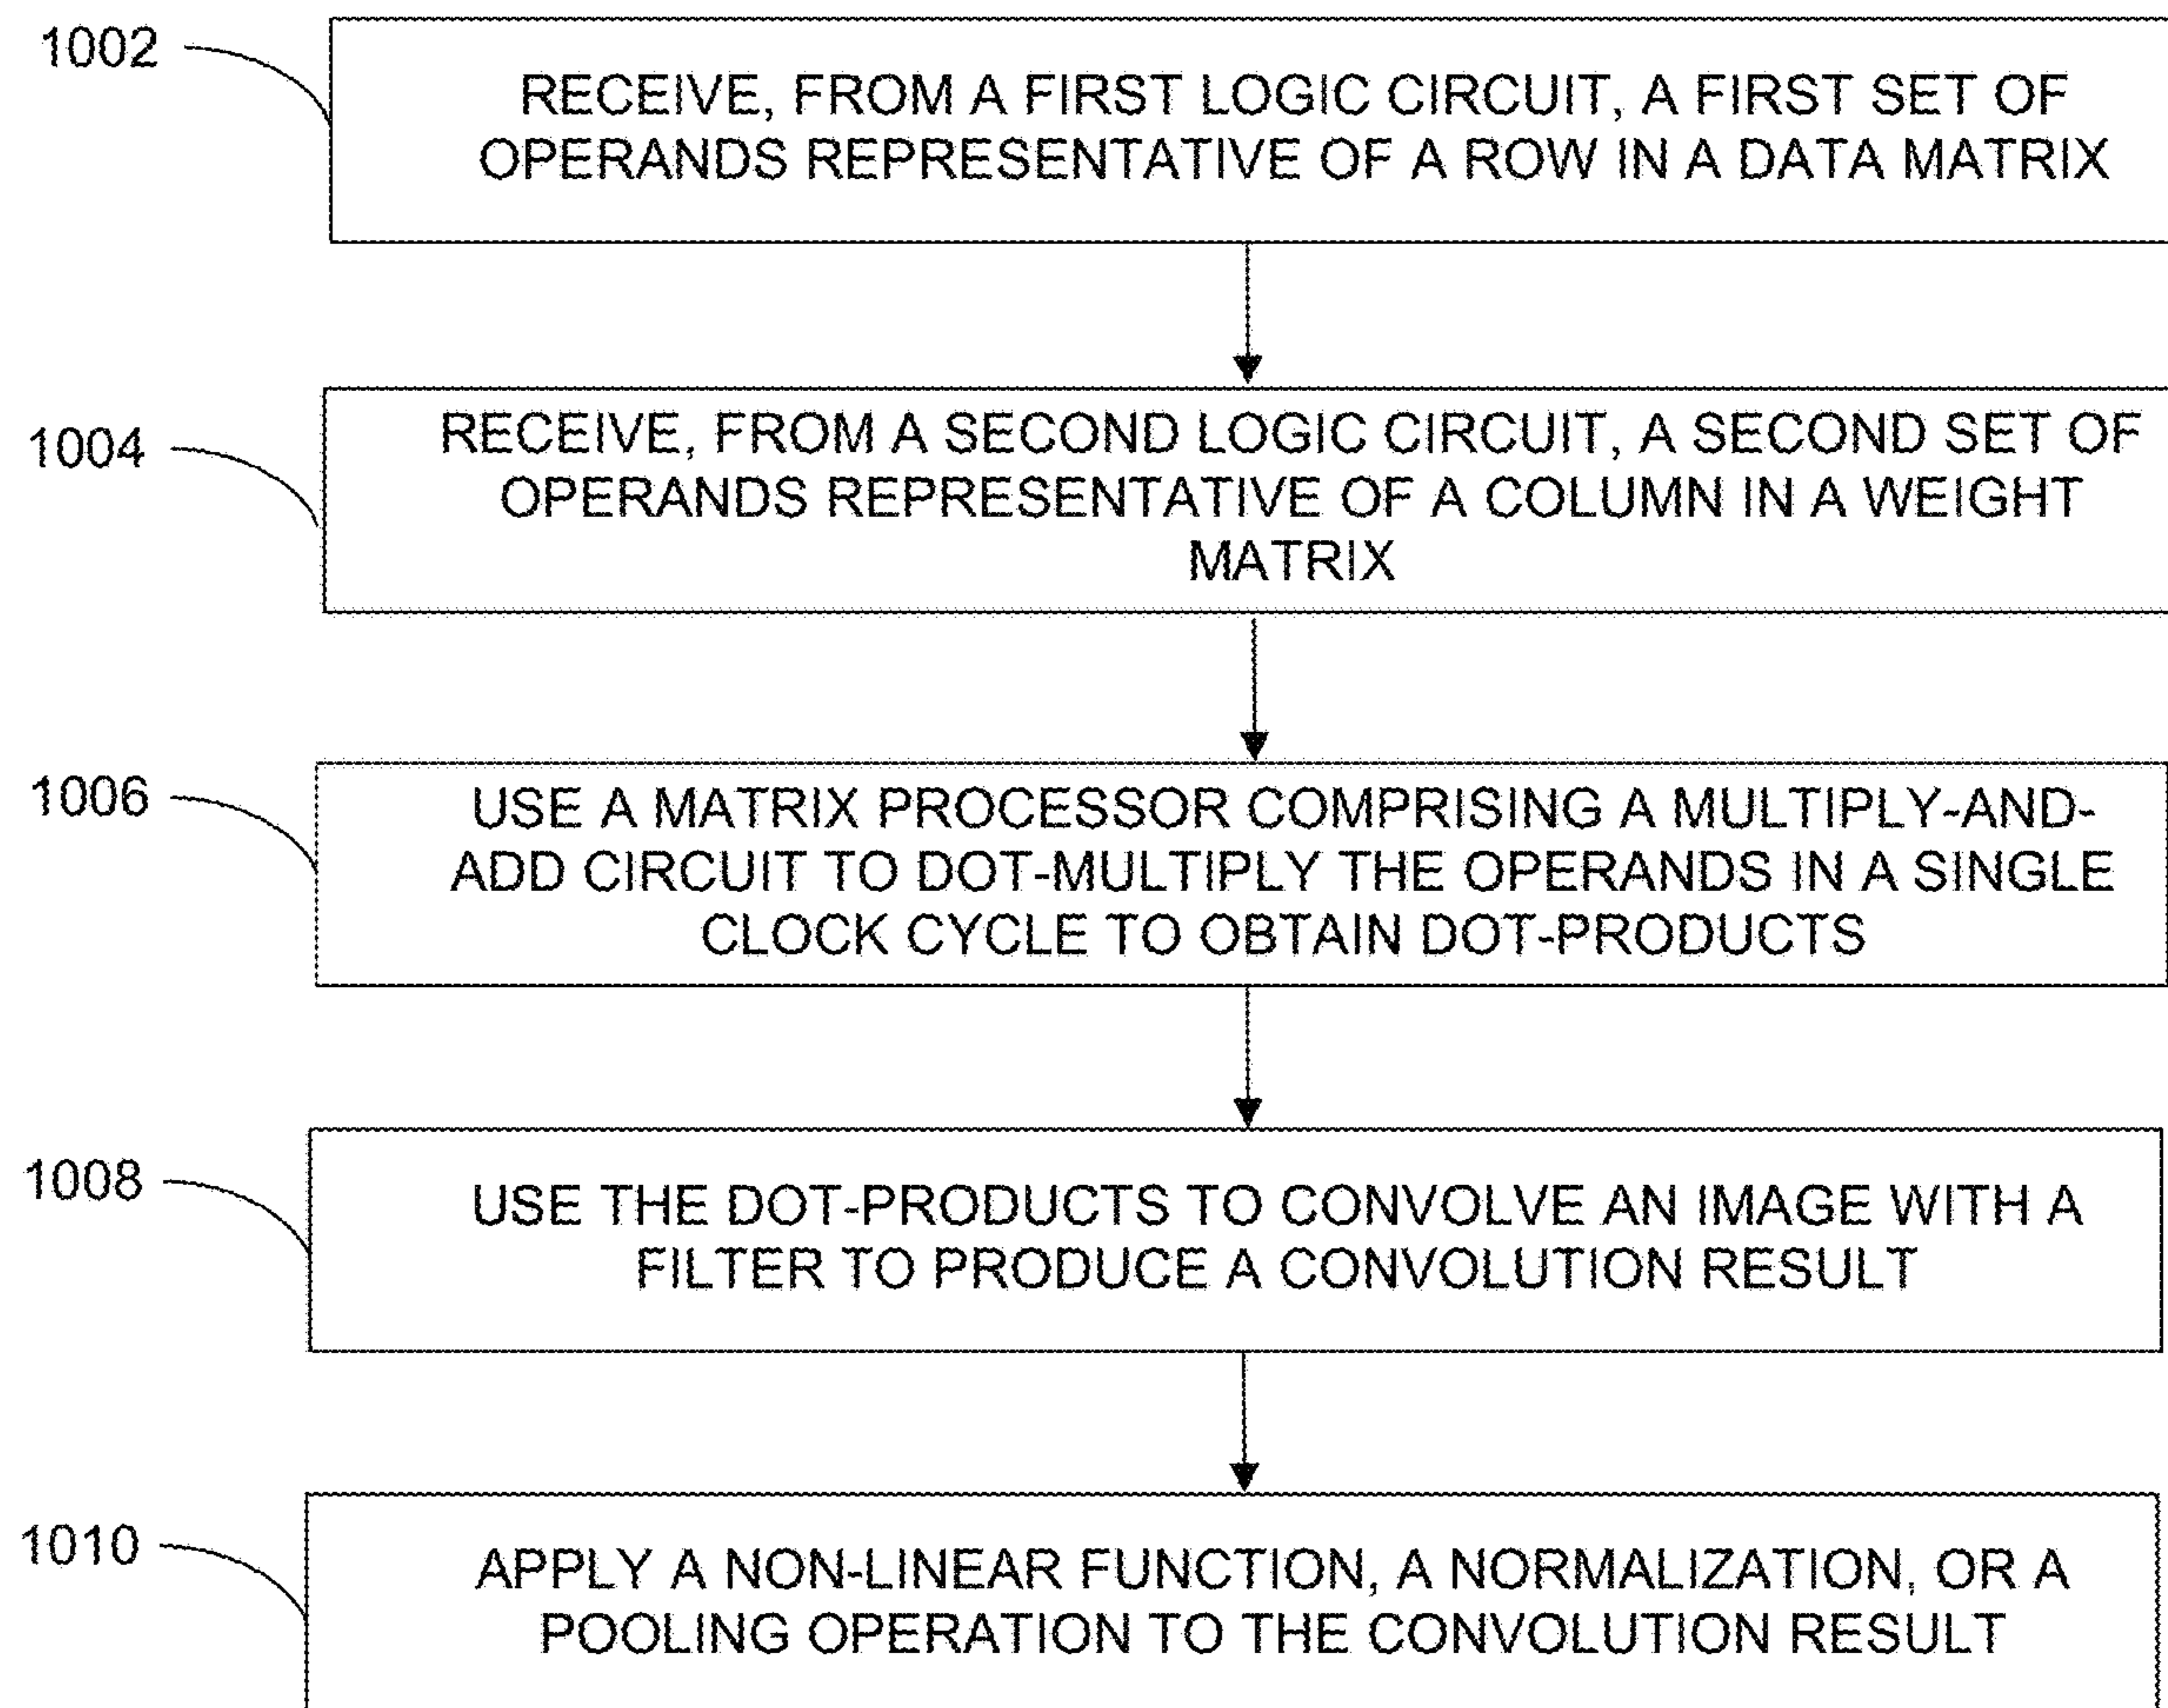 1002
RECEIVE, FROM A FIRST LOGIC CIRCUIT, A FIRST SET OF
OPERANDS REPRESENTATIVE OF A ROW IN A DATA MATRIX
1004
RECEIVE, FROM A SECOND LOGIC CIRCUIT, A SECOND SET OF
OPERANDS REPRESENTATIVE OF A COLUMN IN A WEIGHT
MATRIX
1006
USE A MATRIX PROCESSOR COMPRISING A MULTIPLY-AND-
ADD CIRCUIT TO DOT-MULTIPLY THE OPERANDS IN A SINGLE
CLOCK CYCLE TO OBTAIN DOT-PRODUCTS
1008
USE THE DOT-PRODUCTS TO CONVOLVE AN IMAGE WITH A
FILTER TO PRODUCE A CONVOLUTION RESULT
1010
APPLY A NON-LINEAR FUNCTION, A NORMALIZATION, OR A
POOLING OPERATION TO THE CONVOLUTION RESULT